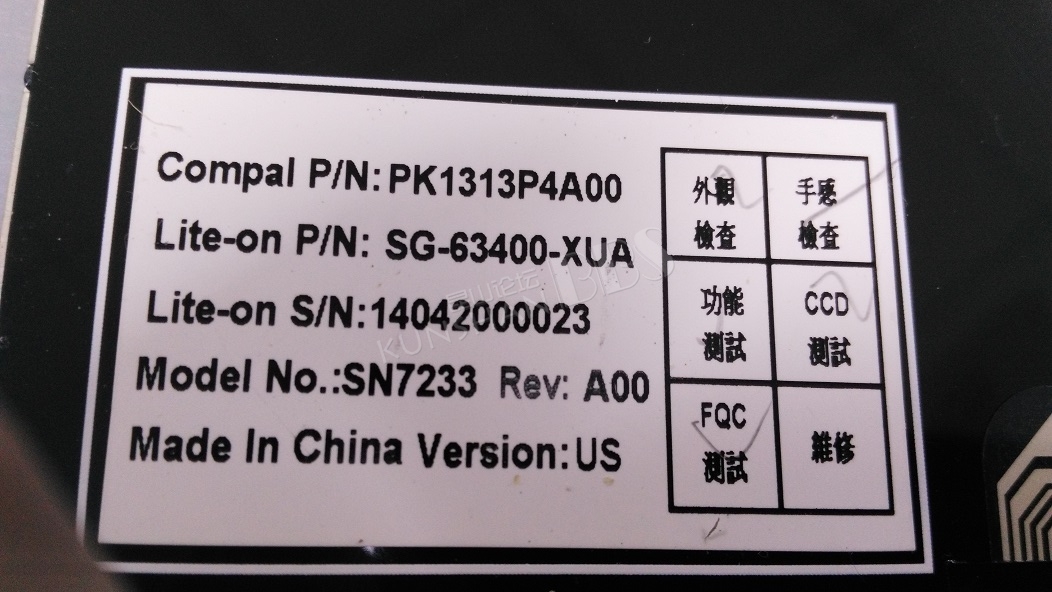 Compal P/N:PK1313P4A00
Lite-on P/N: SG-63400-XUA
Lite-on S/N:14042000023
Model No.:SN7233 Rev: A00
Made In China Version:US
外觀
檢查
手感
檢查
功能
測試
CCD
測試
FQC
測試
維修